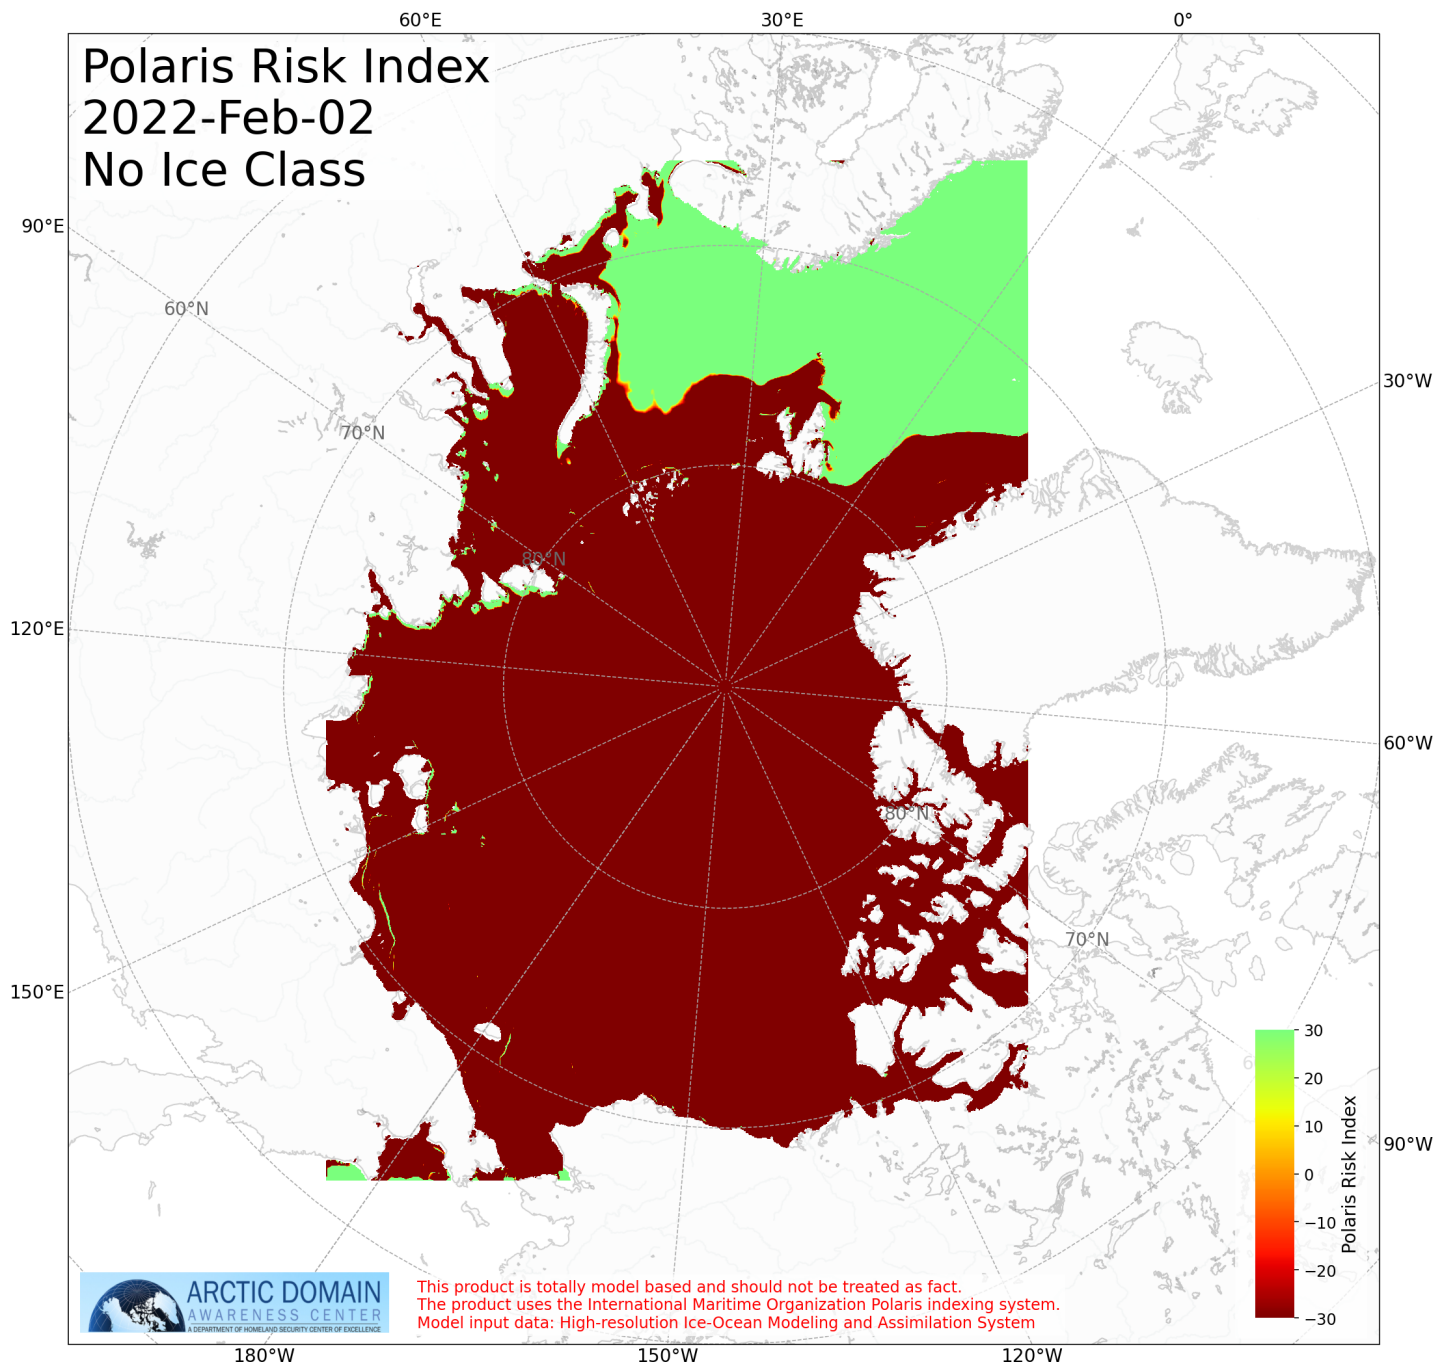 60°E
30°E
0°
Polaris Risk Index
2022-Feb-02
No Ice Class
90°E
60°N
30°W
70°N
80°N
120°E
60W
80°N
70°N
150°E
30
20
10
0
−10
−20
−30
Polaris Risk Index
90°W
ARCTIC DOMAIN
AWARENESS CENTER
A DEPARTMENT OF HOMELAND SECURITY CENTER OF EXCELLENCE
This product is totally model based and should not be treated as fact.
The product uses the International Maritime Organization Polaris indexing system.
Model input data: High-resolution Ice-Ocean Modeling and Assimilation System
180°W
150°W
120°W